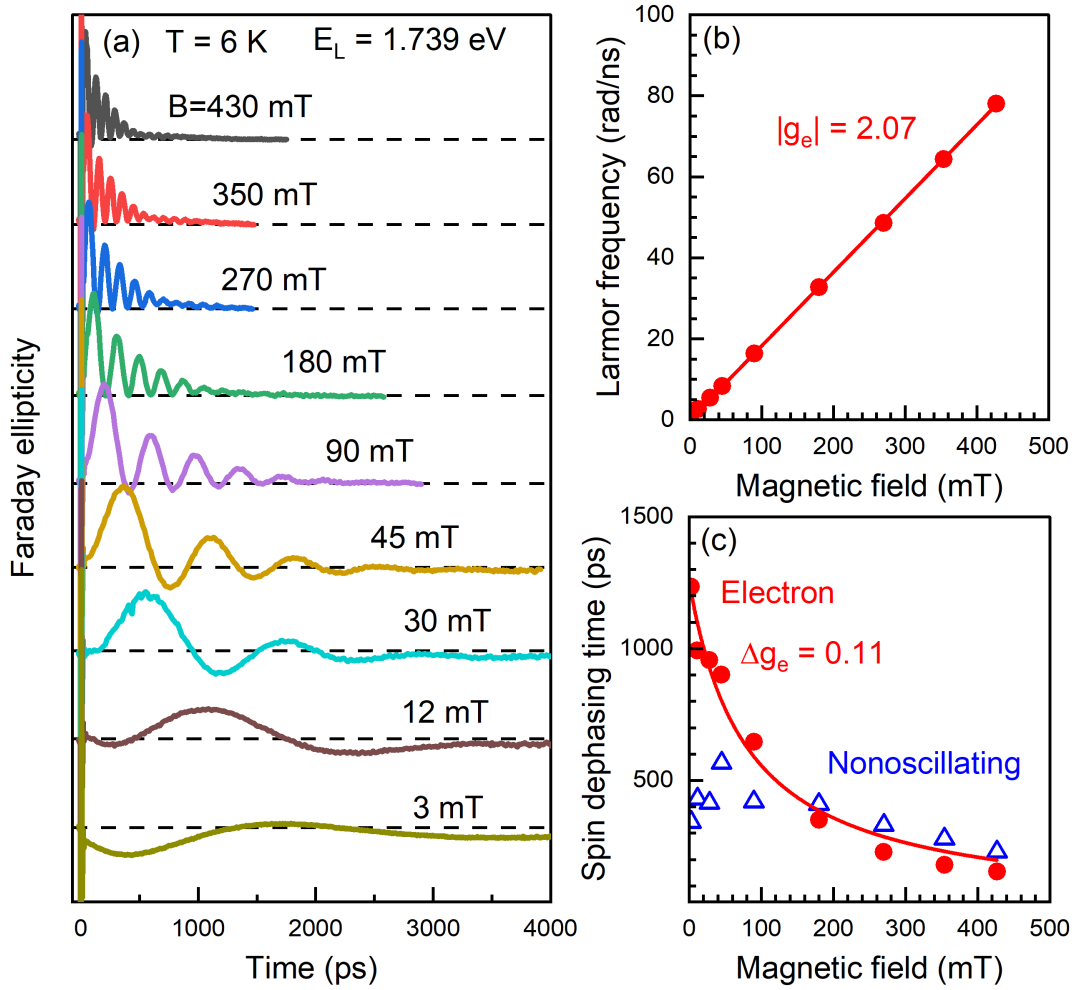 (a) T = 6 K E_L = 1.739 eV
B=430 mT
350 mT
270 mT
180 mT
90 mT
45 mT
30 mT
12 mT
3 mT
Faraday ellipticity
0 1000 2000 3000 4000
Time (ps)
(b)
|g_e| = 2.07
100
80
60
40
20
0
Larmor frequency (rad/ns)
0 100 200 300 400 500
Magnetic field (mT)
(c)
Electron
Δg_e = 0.11
Nonoscillating
1500
1000
500
Spin dephasing time (ps)
0 100 200 300 400 500
Magnetic field (mT)